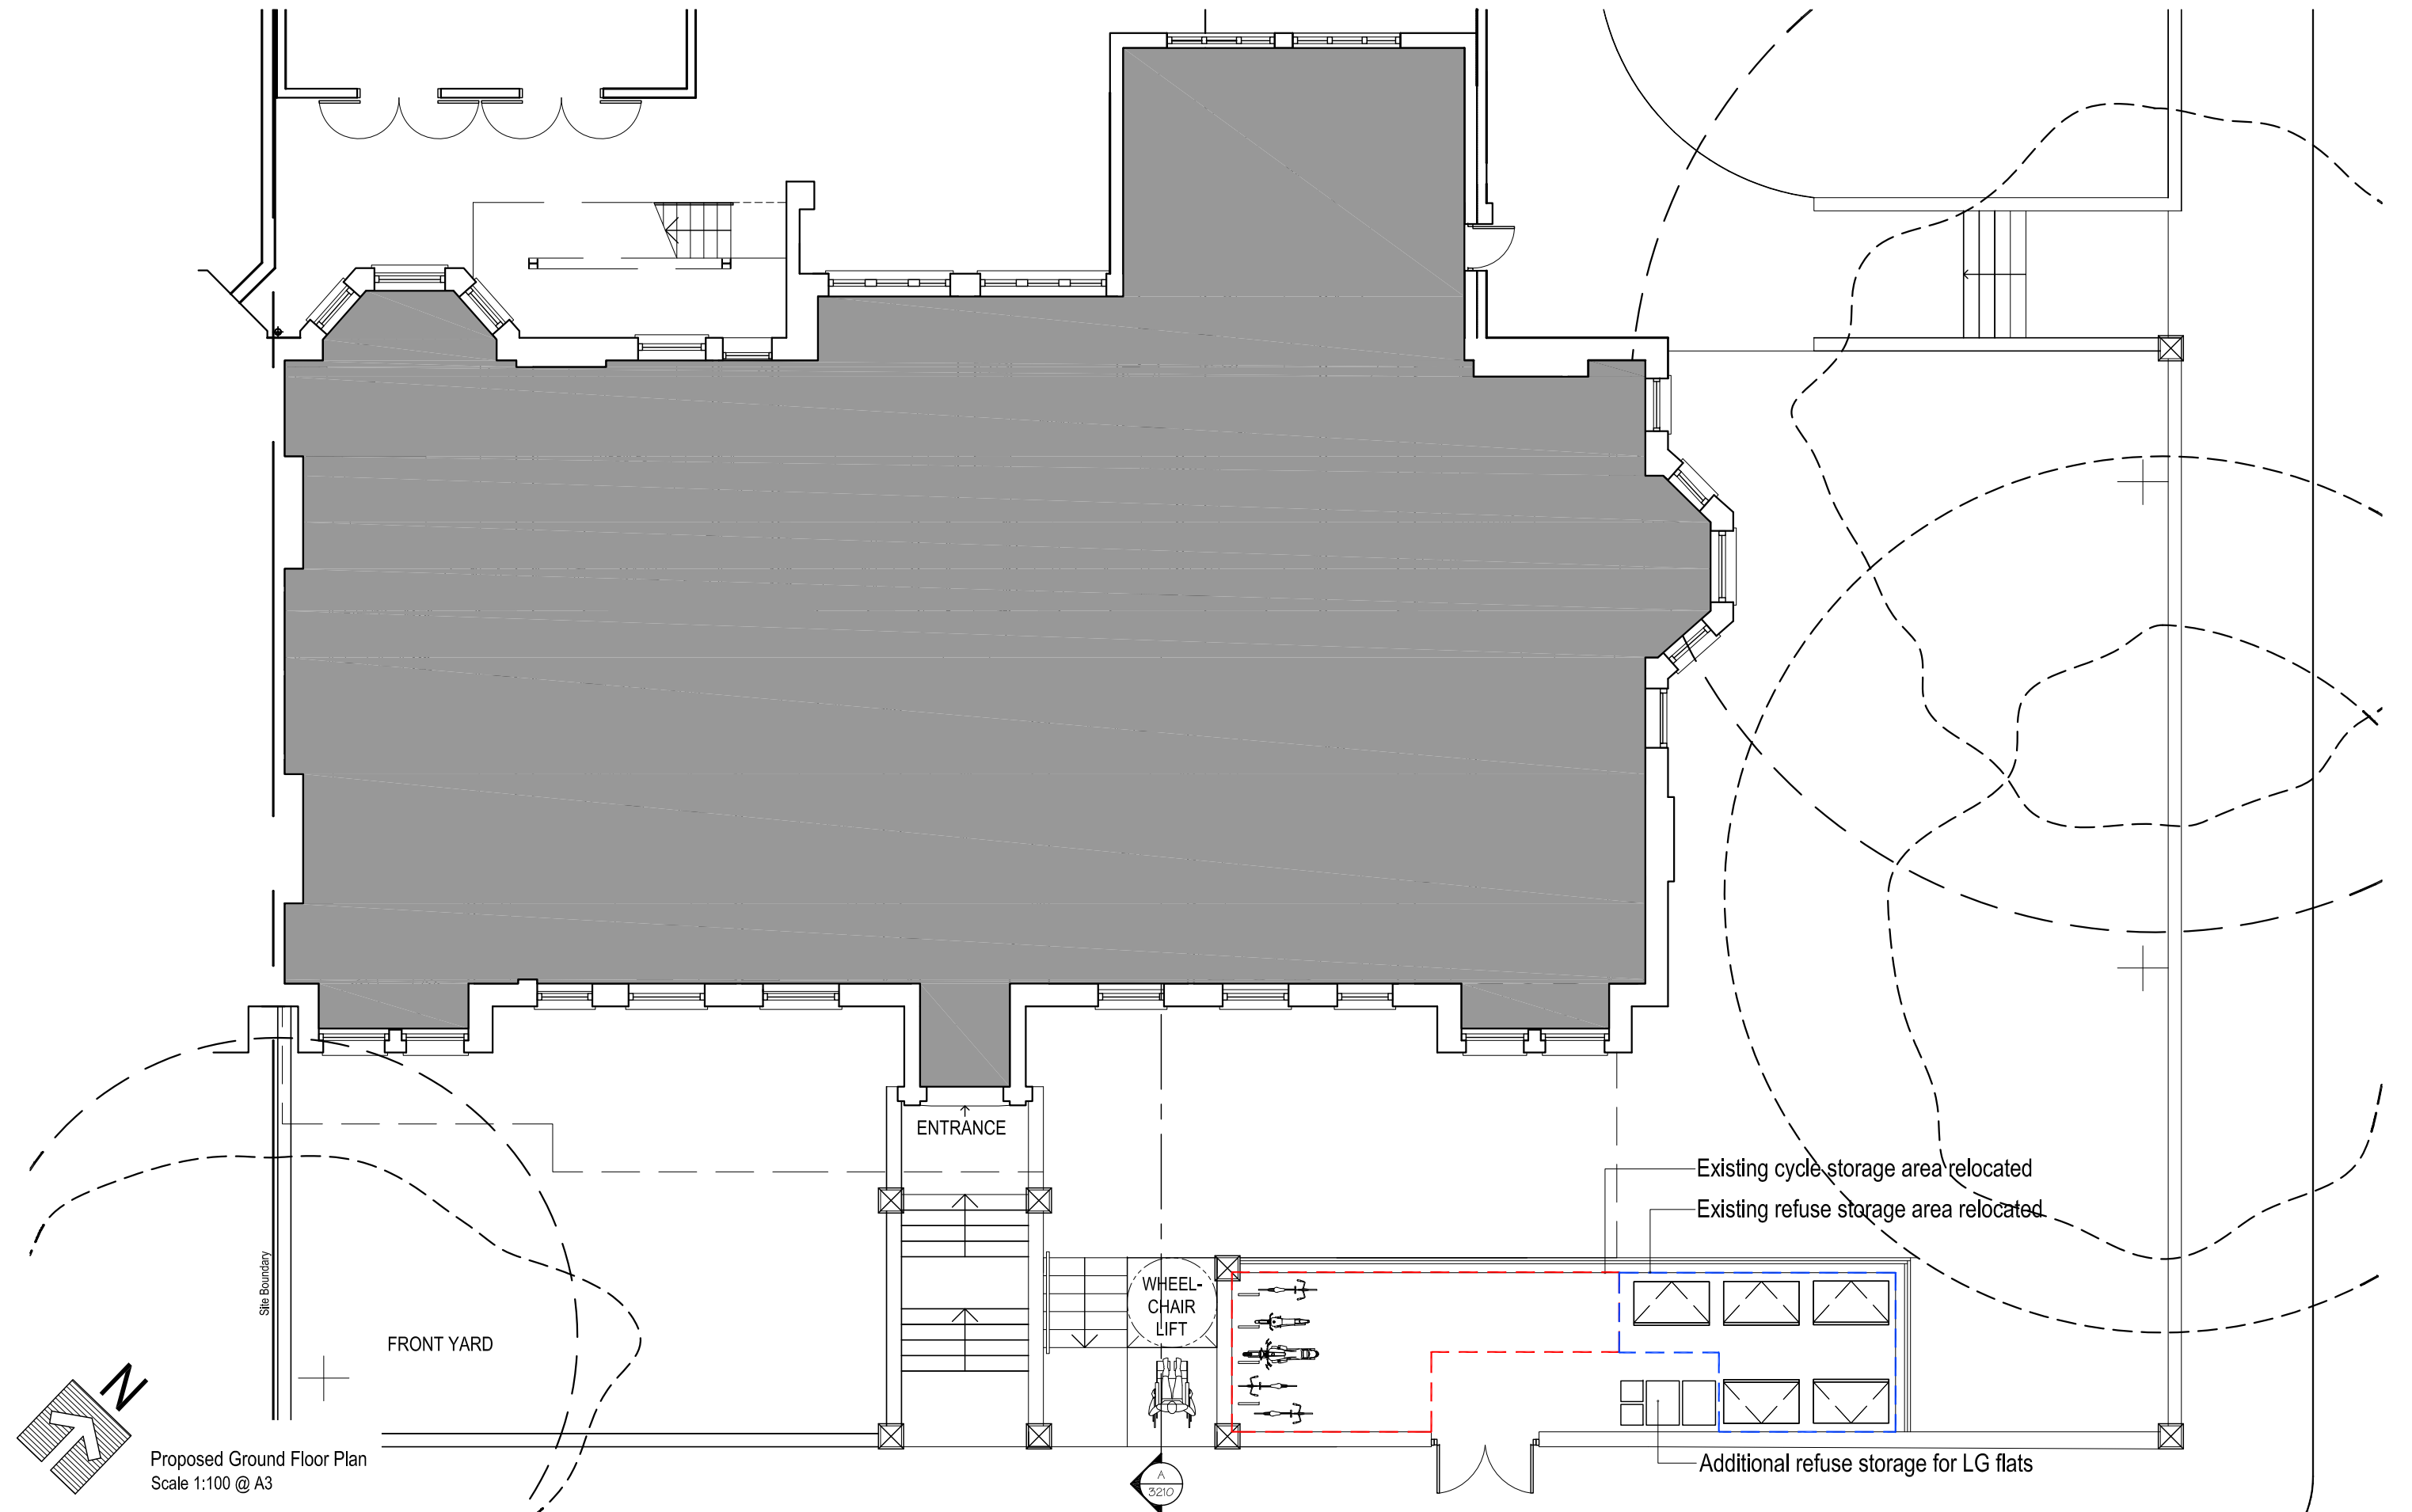 ENTRANCE
Existing cycle storage area relocated
Existing refuse storage area relocated
Site Boundary
WHEEL-
CHAIR
LIFT
FRONT YARD
N
Proposed Ground Floor Plan
Scale 1:100 @ A3
Additional refuse storage for LG flats
A
3210